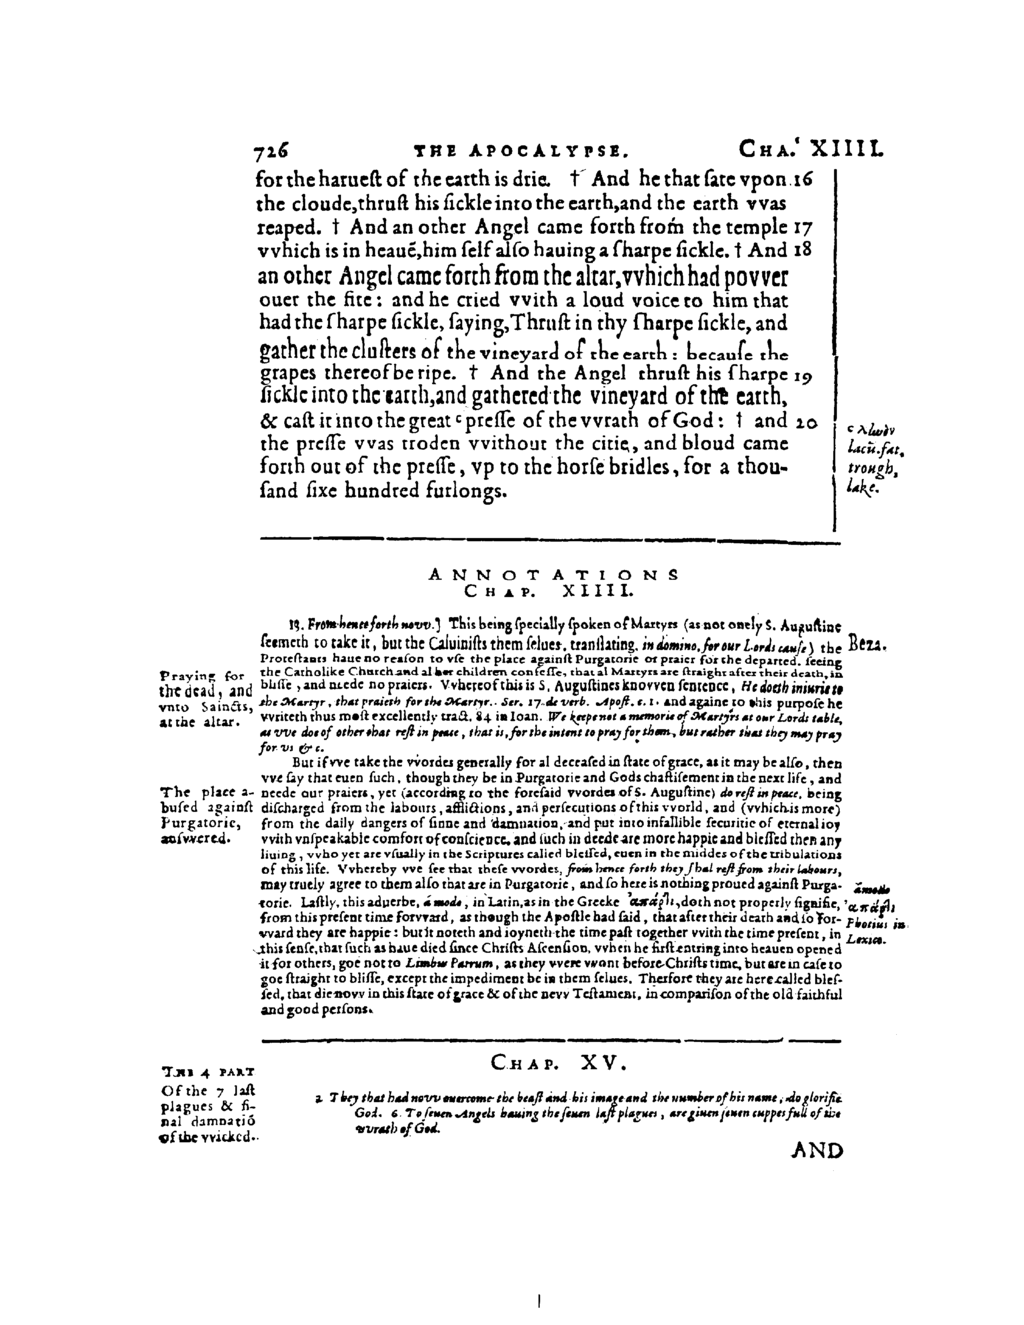 726 THE APOCALYPSE. CHA. XIIII.
for the haruest of the earth is drie. † And he that sate vpon 16
the cloude, thrust his sickle into the earth, and the earth vvas
reaped. † And an other Angel came forth from the temple 17
vvhich is in heauē, him self also hauing a sharpe sickle. † And 18
an other Angel came forth from the altar, vvhich had povver
ouer the fire: and he cried vvith a loud voice to him that
had the sharpe sickle, saying, Thrust in thy sharpe sickle, and
gather the clusters of the vineyard of the earth: because the
grapes thereof be ripe. † And the Angel thrust his sharpe 19
sickle into the earth, and gathered the vineyard of the earth,
& cast it into the great ᶜ presse of the vvrath of God: † and 20
the presse vvas troden vvithout the citie, and bloud came
forth out of the presse, vp to the horse bridles, for a thou-
sand sixe hundred furlongs.
c ληνὸν
lacū. fat,
trough,
lake.
ANNOTATIONS
CHAP. XIIII.
13. From hence forth novv.] This being specially spoken of Martyrs (as not onely S. Augustine
seemeth to take it, but the Caluinists them selues, translating, in domino, for our Lords cause) the
Protestants haue no reason to vse the place against Purgatorie or praier for the departed, seeing
the Catholike Church and al her children confesse, that al Martyrs are straight after their death, in
blisse, and neede no praiers. Vvhereof this is S. Augustines knovven sentence, He doeth iniurie to
the Martyr, that praieth for the Martyr. Ser. 17. de verb. Apost. c. 1. and againe to this purpose he
vvriteth thus most excellently tract. 84 in Ioan. We keepe not a memorie of Martyrs at our Lords table,
as vve doe of other that rest in peace, that is, for the intent to pray for them, but rather that they may pray
for vs &c.
Beza.
Praying for
the dead, and
vnto Saincts,
at the altar.
But if vve take the vvordes generally for al deceased in state of grace, as it may be also, then
vve say that euen such, though they be in Purgatorie and Gods chastisement in the next life, and
neede our praiers, yet (according to the foresaid vvordes of S. Augustine) do rest in peace, being
discharged from the labours, afflictions, and persecutions of this vvorld, and (vvhich is more)
from the daily dangers of sinne and damnation, and put into infallible securitie of eternal ioy
vvith vnspeakable comfort of conscience, and such in deede are more happie and blessed then any
liuing, vvho yet are vsually in the Scriptures called blessed, euen in the middes of the tribulations
of this life. Vvhereby vve see that these vvordes, from hence forth they shal rest from their labours,
may truely agree to them also that are in Purgatorie, and so here is nothing proued against Purga-
torie. Lastly, this aduerbe, à modo, in Latin, as in the Greeke ἀπάρτι, doth not properly signifie,
from this present time forvvard, as though the Apostle had said, that after their death and so for-
vvard they are happie: but it noteth and ioyneth the time past together vvith the time present, in
this sense, that such as haue died since Christs Ascension, vvhen he first entring into heauen opened
it for others, goe not to Limbus Patrum, as they vvere vvont before Christs time, but are in case to
goe straight to blisse, except the impediment be in them selues. Therfore they are here called bles-
sed, that die novv in this state of grace & of the nevv Testament, in comparison of the old faithful
and good persons.
The place a-
bused against
Purgatorie,
answered.
à modo
ἀπάρτι
Photius in
Lexico.
CHAP. XV.
THE 4 PART
Of the 7 last
plagues & fi-
nal damnatiō
of the vvicked.
2 They that had novv ouercome the beast and his image and the number of his name, do glorifie
God. 6. To seuen Angels hauing the seuen last plagues, are giuen seuen cuppes full of the
vvrath of God.
AND